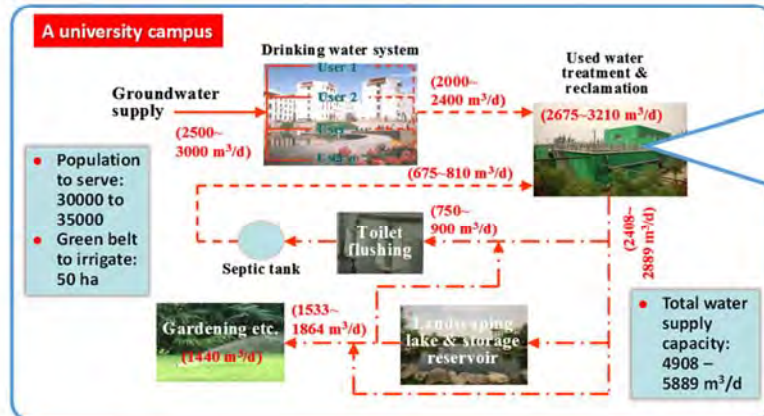 A university campus
Drinking water system
User 1
User 2
Groundwater
supply
(2500~
3000 m³/d)
(2000~
2400 m³/d)
Used water
treatment &
reclamation
(2675~3210 m³/d)
• Population
to serve:
30000 to
35000
• Green belt
to irrigate:
50 ha
(675~810 m³/d)
Septic tank
Toilet
flushing
(750~
900 m³/d)
(2408~
2889 m³/d)
Gardening etc.
(1440 m³/d)
(1533~
1864 m³/d)
Landscaping
lake & storage
reservoir
• Total water
supply
capacity:
4908 –
5889 m³/d